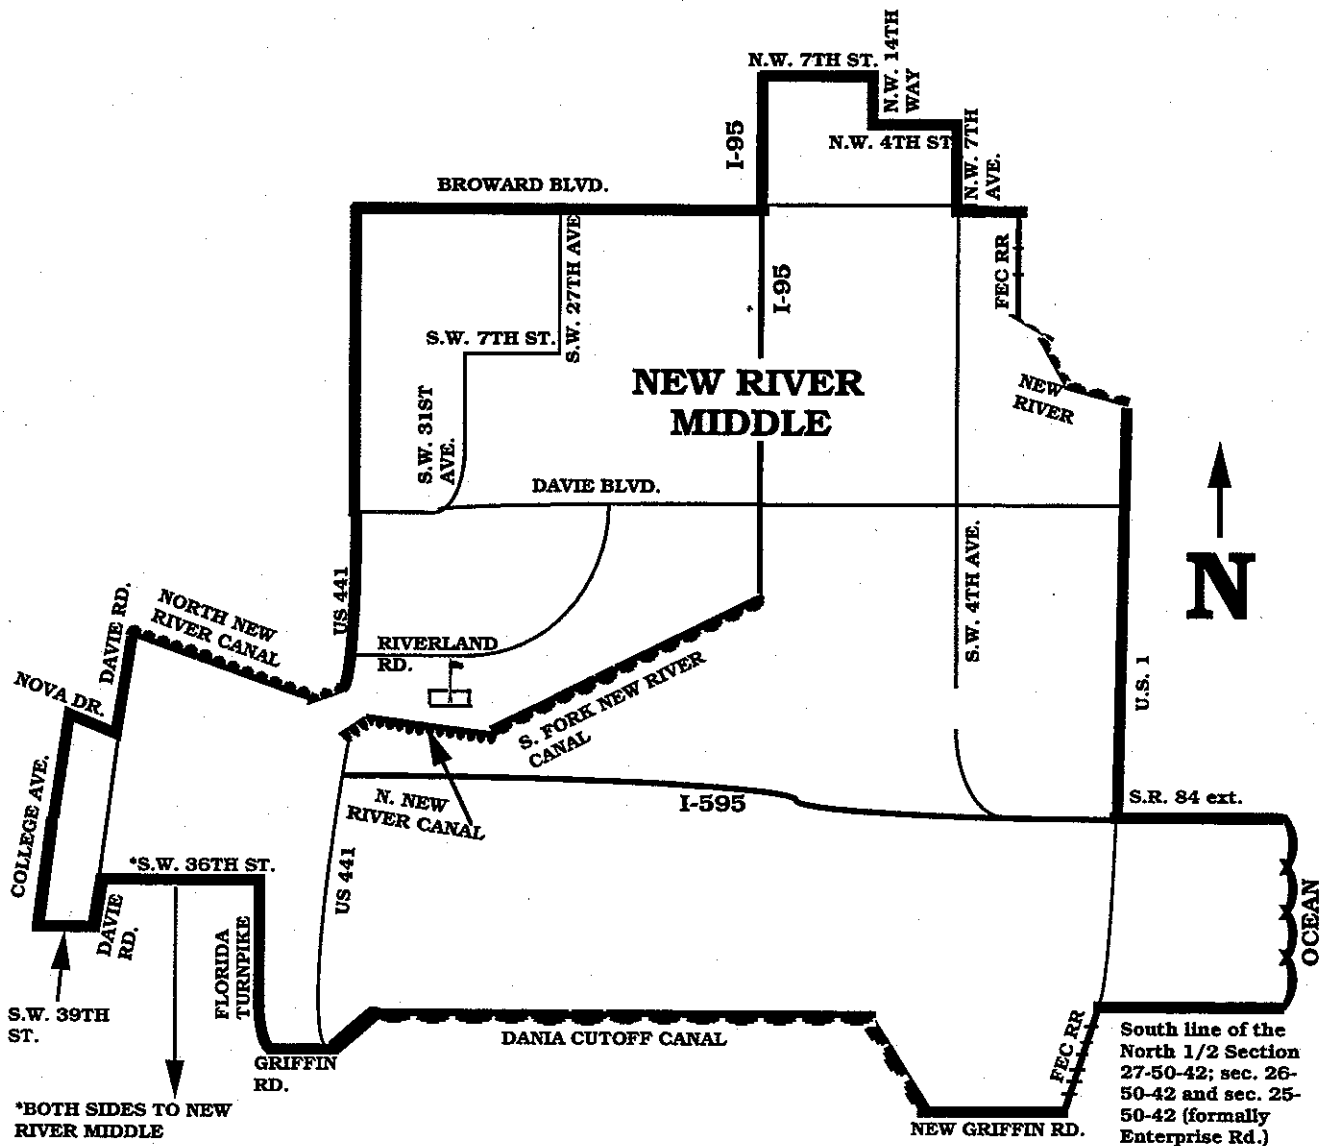 N.W. 7TH ST.
N.W. 14TH
WAY
N.W. 4TH ST
N.W. 7TH
AVE.
I-95
BROWARD BLVD.
S.W. 27TH AVE
I-95
FEC RR
S.W. 7TH ST.
NEW RIVER
MIDDLE
NEW
RIVER
S.W. 31ST
AVE.
DAVIE BLVD.
N
US 441
S.W. 4TH AVE.
DAVIE RD.
NORTH NEW
RIVER CANAL
RIVERLAND
RD.
NOVA DR.
S. FORK NEW RIVER
CANAL
U.S. 1
COLLEGE AVE.
N. NEW
RIVER CANAL
I-595
S.R. 84 ext.
*S.W. 36TH ST.
US 441
DAVIE
RD.
FLORIDA
TURNPIKE
OCEAN
S.W. 39TH
ST.
GRIFFIN
RD.
DANIA CUTOFF CANAL
FEC RR
South line of the
North 1/2 Section
27-50-42; sec. 26-
50-42 and sec. 25-
50-42 (formally
Enterprise Rd.)
*BOTH SIDES TO NEW
RIVER MIDDLE
NEW GRIFFIN RD.